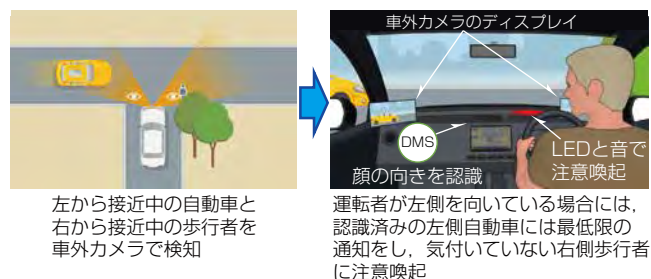 車外カメラのディスプレイ
DMS
LEDと音で
注意喚起
顔の向きを認識
左から接近中の自動車と
右から接近中の歩行者を
車外カメラで検知
運転者が左側を向いている場合には，
認識済みの左側自動車には最低限の
通知をし，気付いていない右側歩行者
に注意喚起